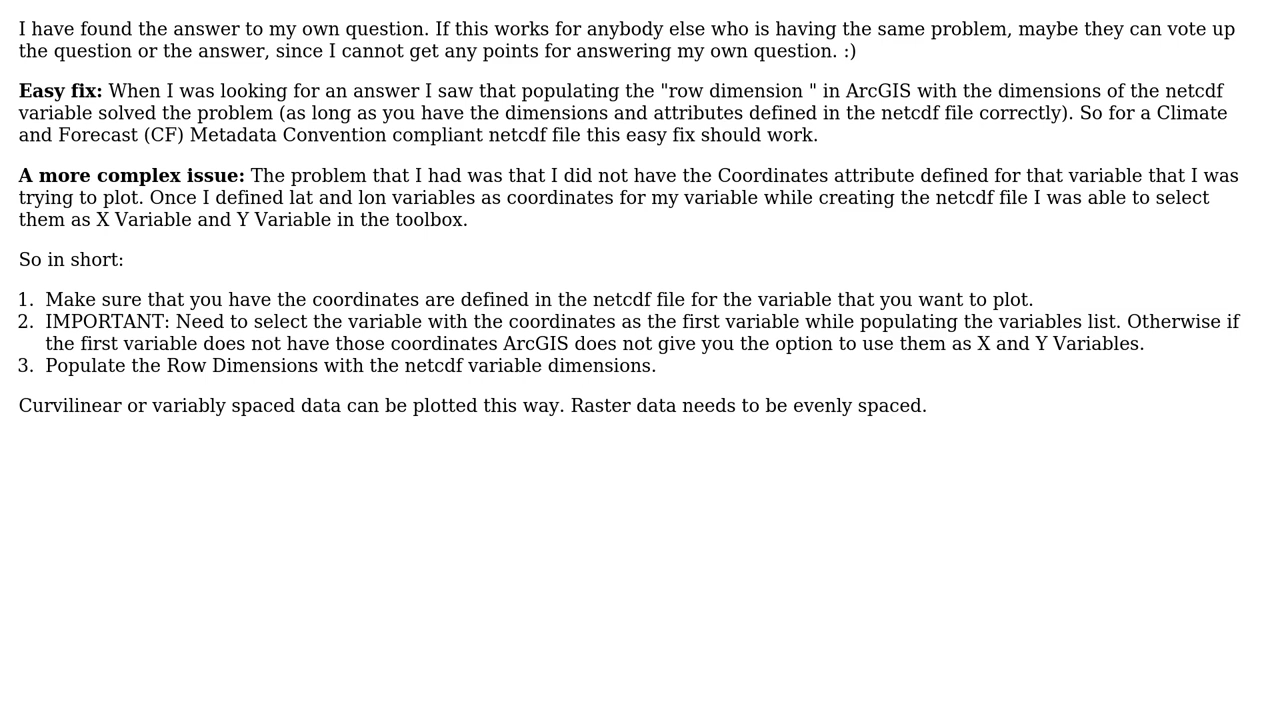 I have found the answer to my own question. If this works for anybody else who is having the same problem, maybe they can vote up
the question or the answer, since I cannot get any points for answering my own question. :)
Easy fix: When I was looking for an answer I saw that populating the "row dimension " in ArcGIS with the dimensions of the netcdf
variable solved the problem (as long as you have the dimensions and attributes defined in the netcdf file correctly). So for a Climate
and Forecast (CF) Metadata Convention compliant netcdf file this easy fix should work.
A more complex issue: The problem that I had was that I did not have the Coordinates attribute defined for that variable that I was
trying to plot. Once I defined lat and lon variables as coordinates for my variable while creating the netcdf file I was able to select
them as X Variable and Y Variable in the toolbox.
So in short:
1. Make sure that you have the coordinates are defined in the netcdf file for the variable that you want to plot.
2. IMPORTANT: Need to select the variable with the coordinates as the first variable while populating the variables list. Otherwise if
the first variable does not have those coordinates ArcGIS does not give you the option to use them as X and Y Variables.
3. Populate the Row Dimensions with the netcdf variable dimensions.
Curvilinear or variably spaced data can be plotted this way. Raster data needs to be evenly spaced.